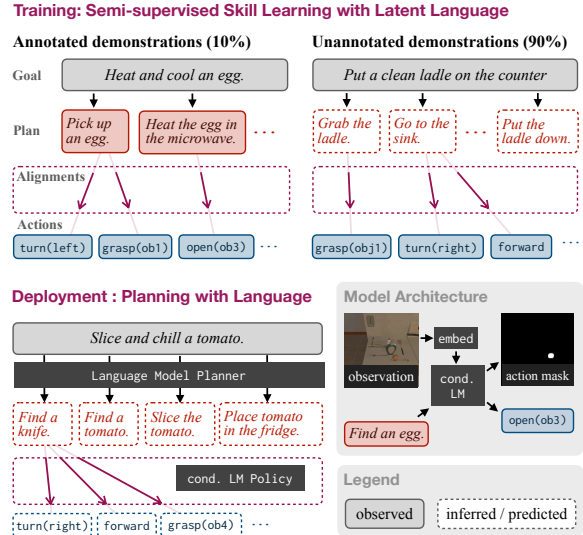 Training: Semi-supervised Skill Learning with Latent Language
Annotated demonstrations (10%)
Unannotated demonstrations (90%)
Goal
Heat and cool an egg.
Put a clean ladle on the counter
Plan
Pick up
an egg.
Heat the egg in
the microwave.
...
Grab the
ladle.
Go to the
sink.
...
Put the
ladle down.
Alignments
Actions
turn(left)
grasp(ob1)
open(ob3)
...
grasp(obj1)
turn(right)
forward
...
Deployment : Planning with Language
Slice and chill a tomato.
Language Model Planner
Find a
knife.
Find a
tomato.
Slice the
tomato.
Place tomato
in the fridge.
cond. LM Policy
turn(right)
forward
grasp(ob4)
...
Model Architecture
observation
embed
cond.
LM
action mask
Find an egg.
open(ob3)
Legend
observed
inferred / predicted